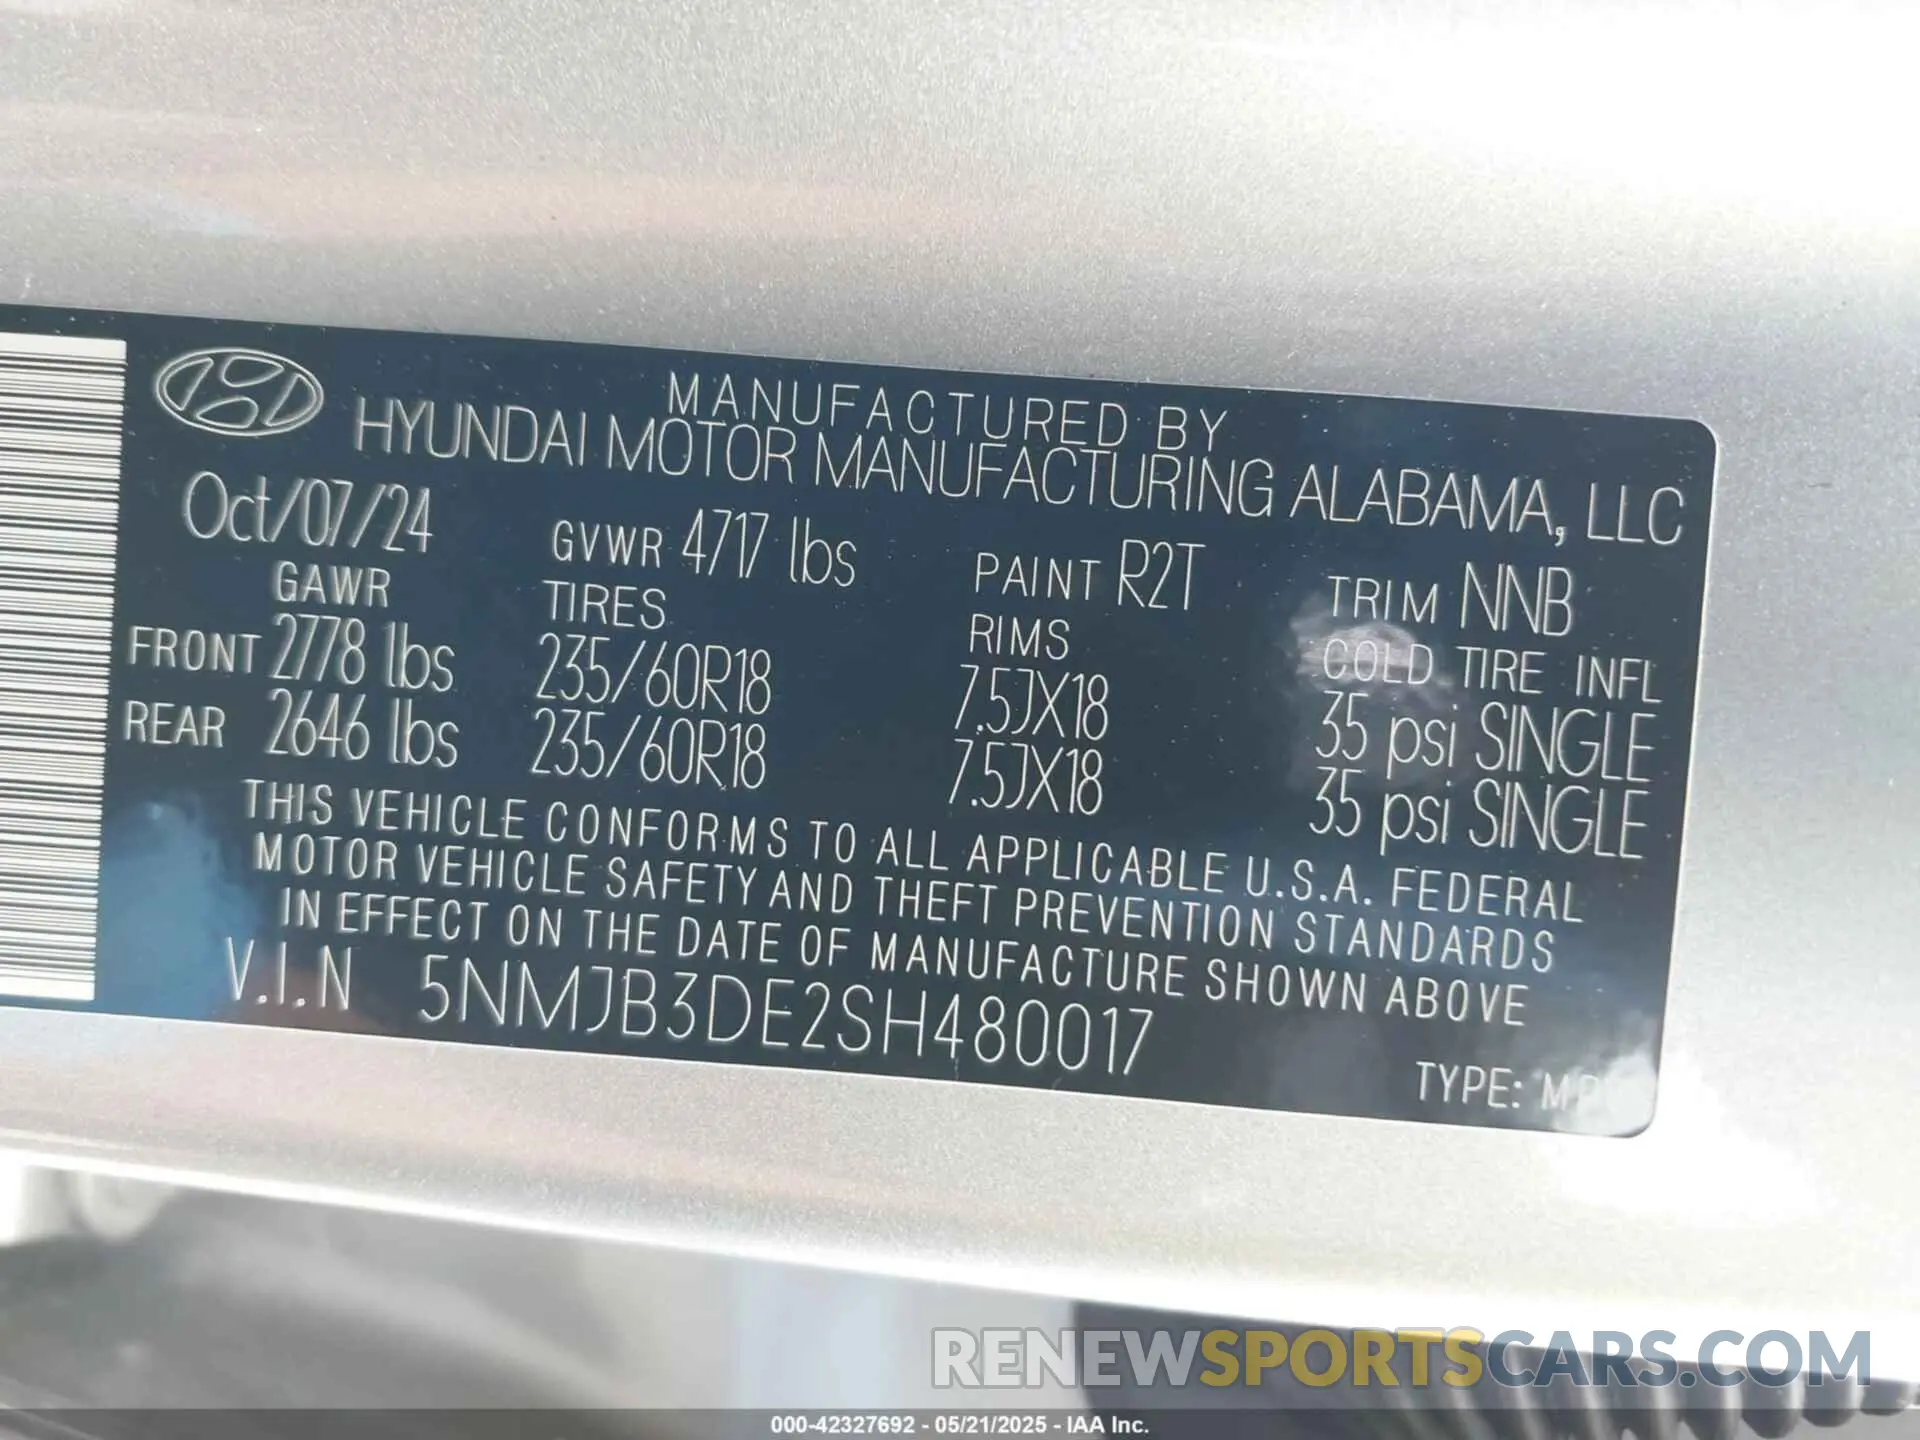 MANUFACTURED BY
HYUNDAI MOTOR MANUFACTURING ALABAMA, LLC
Oct/07/24 GVWR 4717 lbs PAINT R2T TRIM NNB
GAWR TIRES RIMS COLD TIRE INFL
FRONT 2778 lbs 235/60R18 7.5JX18 35 psi SINGLE
REAR 2646 lbs 235/60R18 7.5JX18 35 psi SINGLE
THIS VEHICLE CONFORMS TO ALL APPLICABLE U.S.A. FEDERAL
MOTOR VEHICLE SAFETY AND THEFT PREVENTION STANDARDS
IN EFFECT ON THE DATE OF MANUFACTURE SHOWN ABOVE
V.I.N 5NMJB3DE2SH480017
TYPE:
RENEWSPORTSCARS.COM
000-42327692 - 05/21/2025 - IAA Inc.